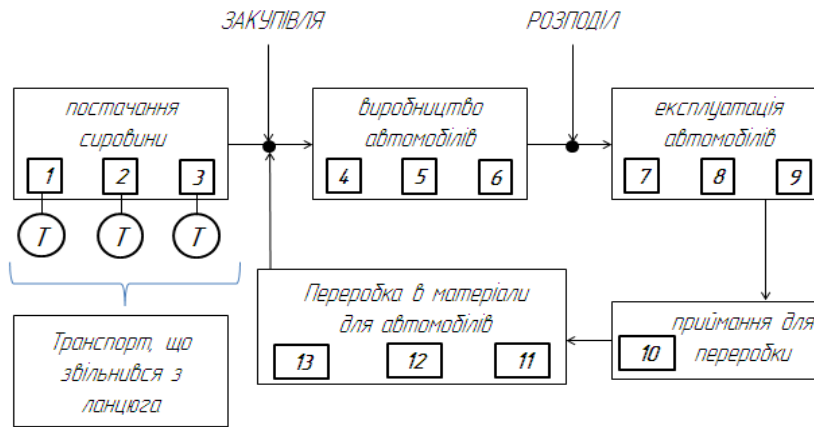 ЗАКУПІВЛЯ
РОЗПОДІЛ
постачання
сировини
1 2 3
Т Т Т
виробництво
автомобілів
4 5 6
експлуатація
автомобілів
7 8 9
Транспорт, що
звільнився з
ланцюга
Переробка в матеріали
для автомобілів
13 12 11
приймання для
переробки
10